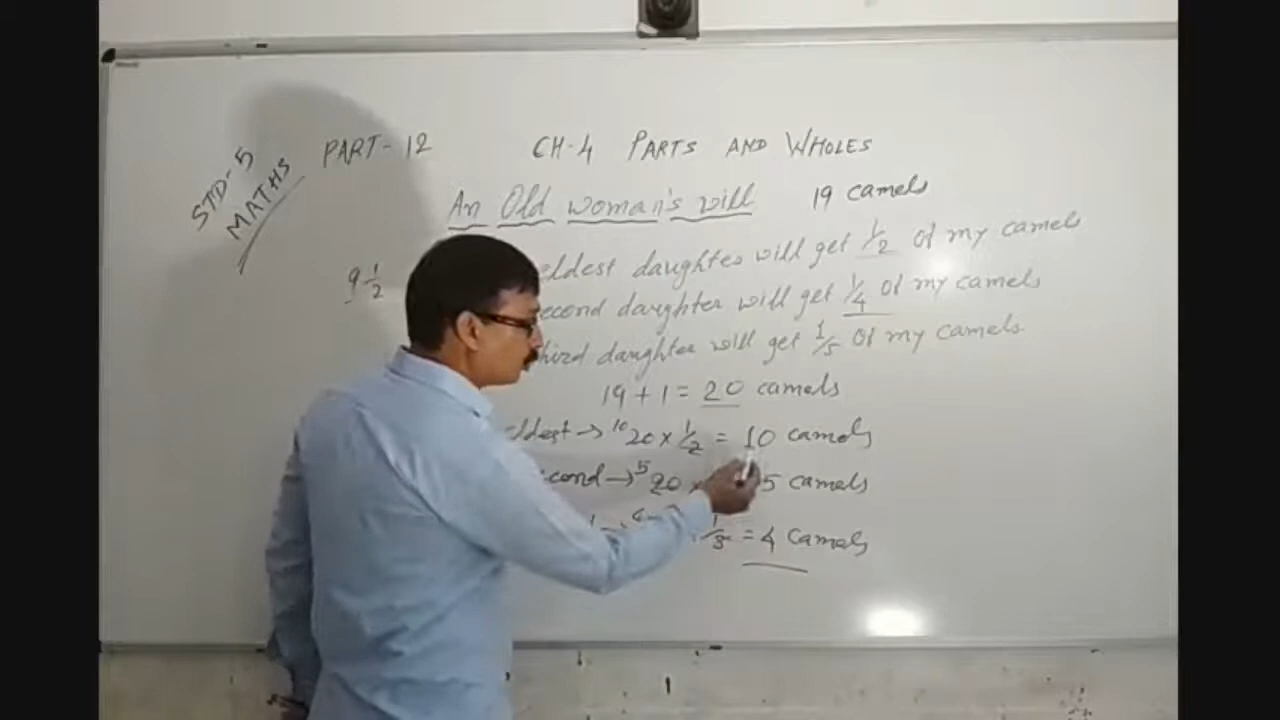 STD-5
MATHS
PART-12 CH-4 PARTS AND WHOLES
An Old woman's will 19 camels
eldest daughter will get 1/2 of my camels
9 1/2
econd daughter will get 1/4 of my camels
hird daughter will get 1/5 of my camels
19 + 1 = 20 camels
ldest → 10 20 × 1/2 = 10 camels
cond → 5 20 × 5 camels
1/5 = 4 camels